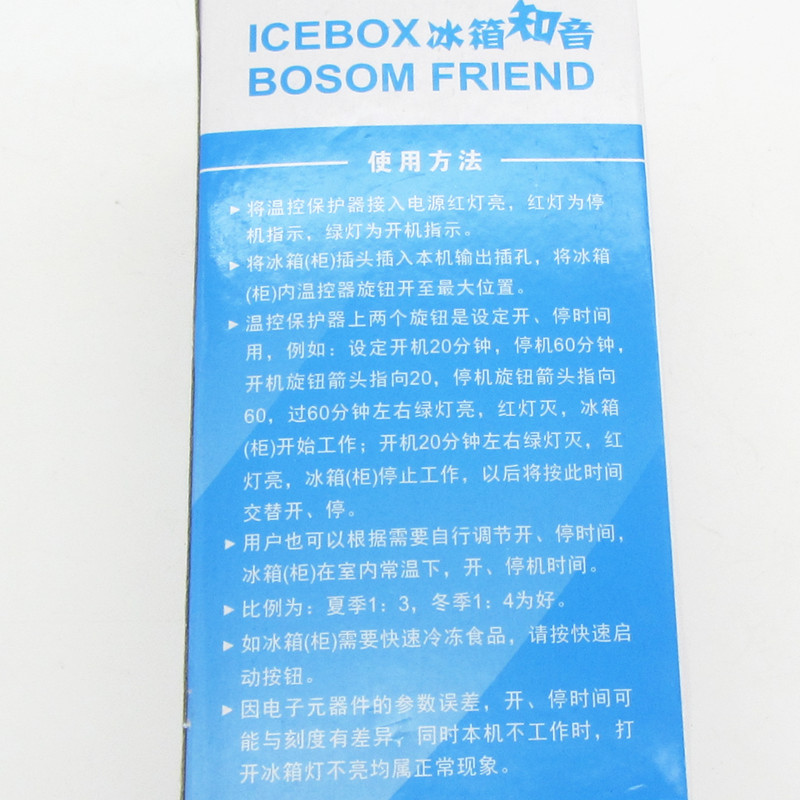 ICEBOX冰箱知音
BOSOM FRIEND
使用方法
▶将温控保护器接入电源红灯亮，红灯为停
机指示，绿灯为开机指示。
▶将冰箱(柜)插头插入本机输出插孔，将冰箱
(柜)内温控器旋钮开至最大位置。
▶温控保护器上两个旋钮是设定开、停时间
用，例如：设定开机20分钟，停机60分钟，
开机旋钮箭头指向20，停机旋钮箭头指向
60，过60分钟左右绿灯亮，红灯灭，冰箱
(柜)开始工作；开机20分钟左右绿灯灭，红
灯亮，冰箱(柜)停止工作，以后将按此时间
交替开、停。
▶用户也可以根据需要自行调节开、停时间，
冰箱(柜)在室内常温下，开、停机时间。
▶比例为：夏季1：3，冬季1：4为好。
▶如冰箱(柜)需要快速冷冻食品，请按快速启
动按钮。
▶因电子元器件的参数误差，开、停时间可
能与刻度有差异，同时本机不工作时，打
开冰箱灯不亮均属正常现象。